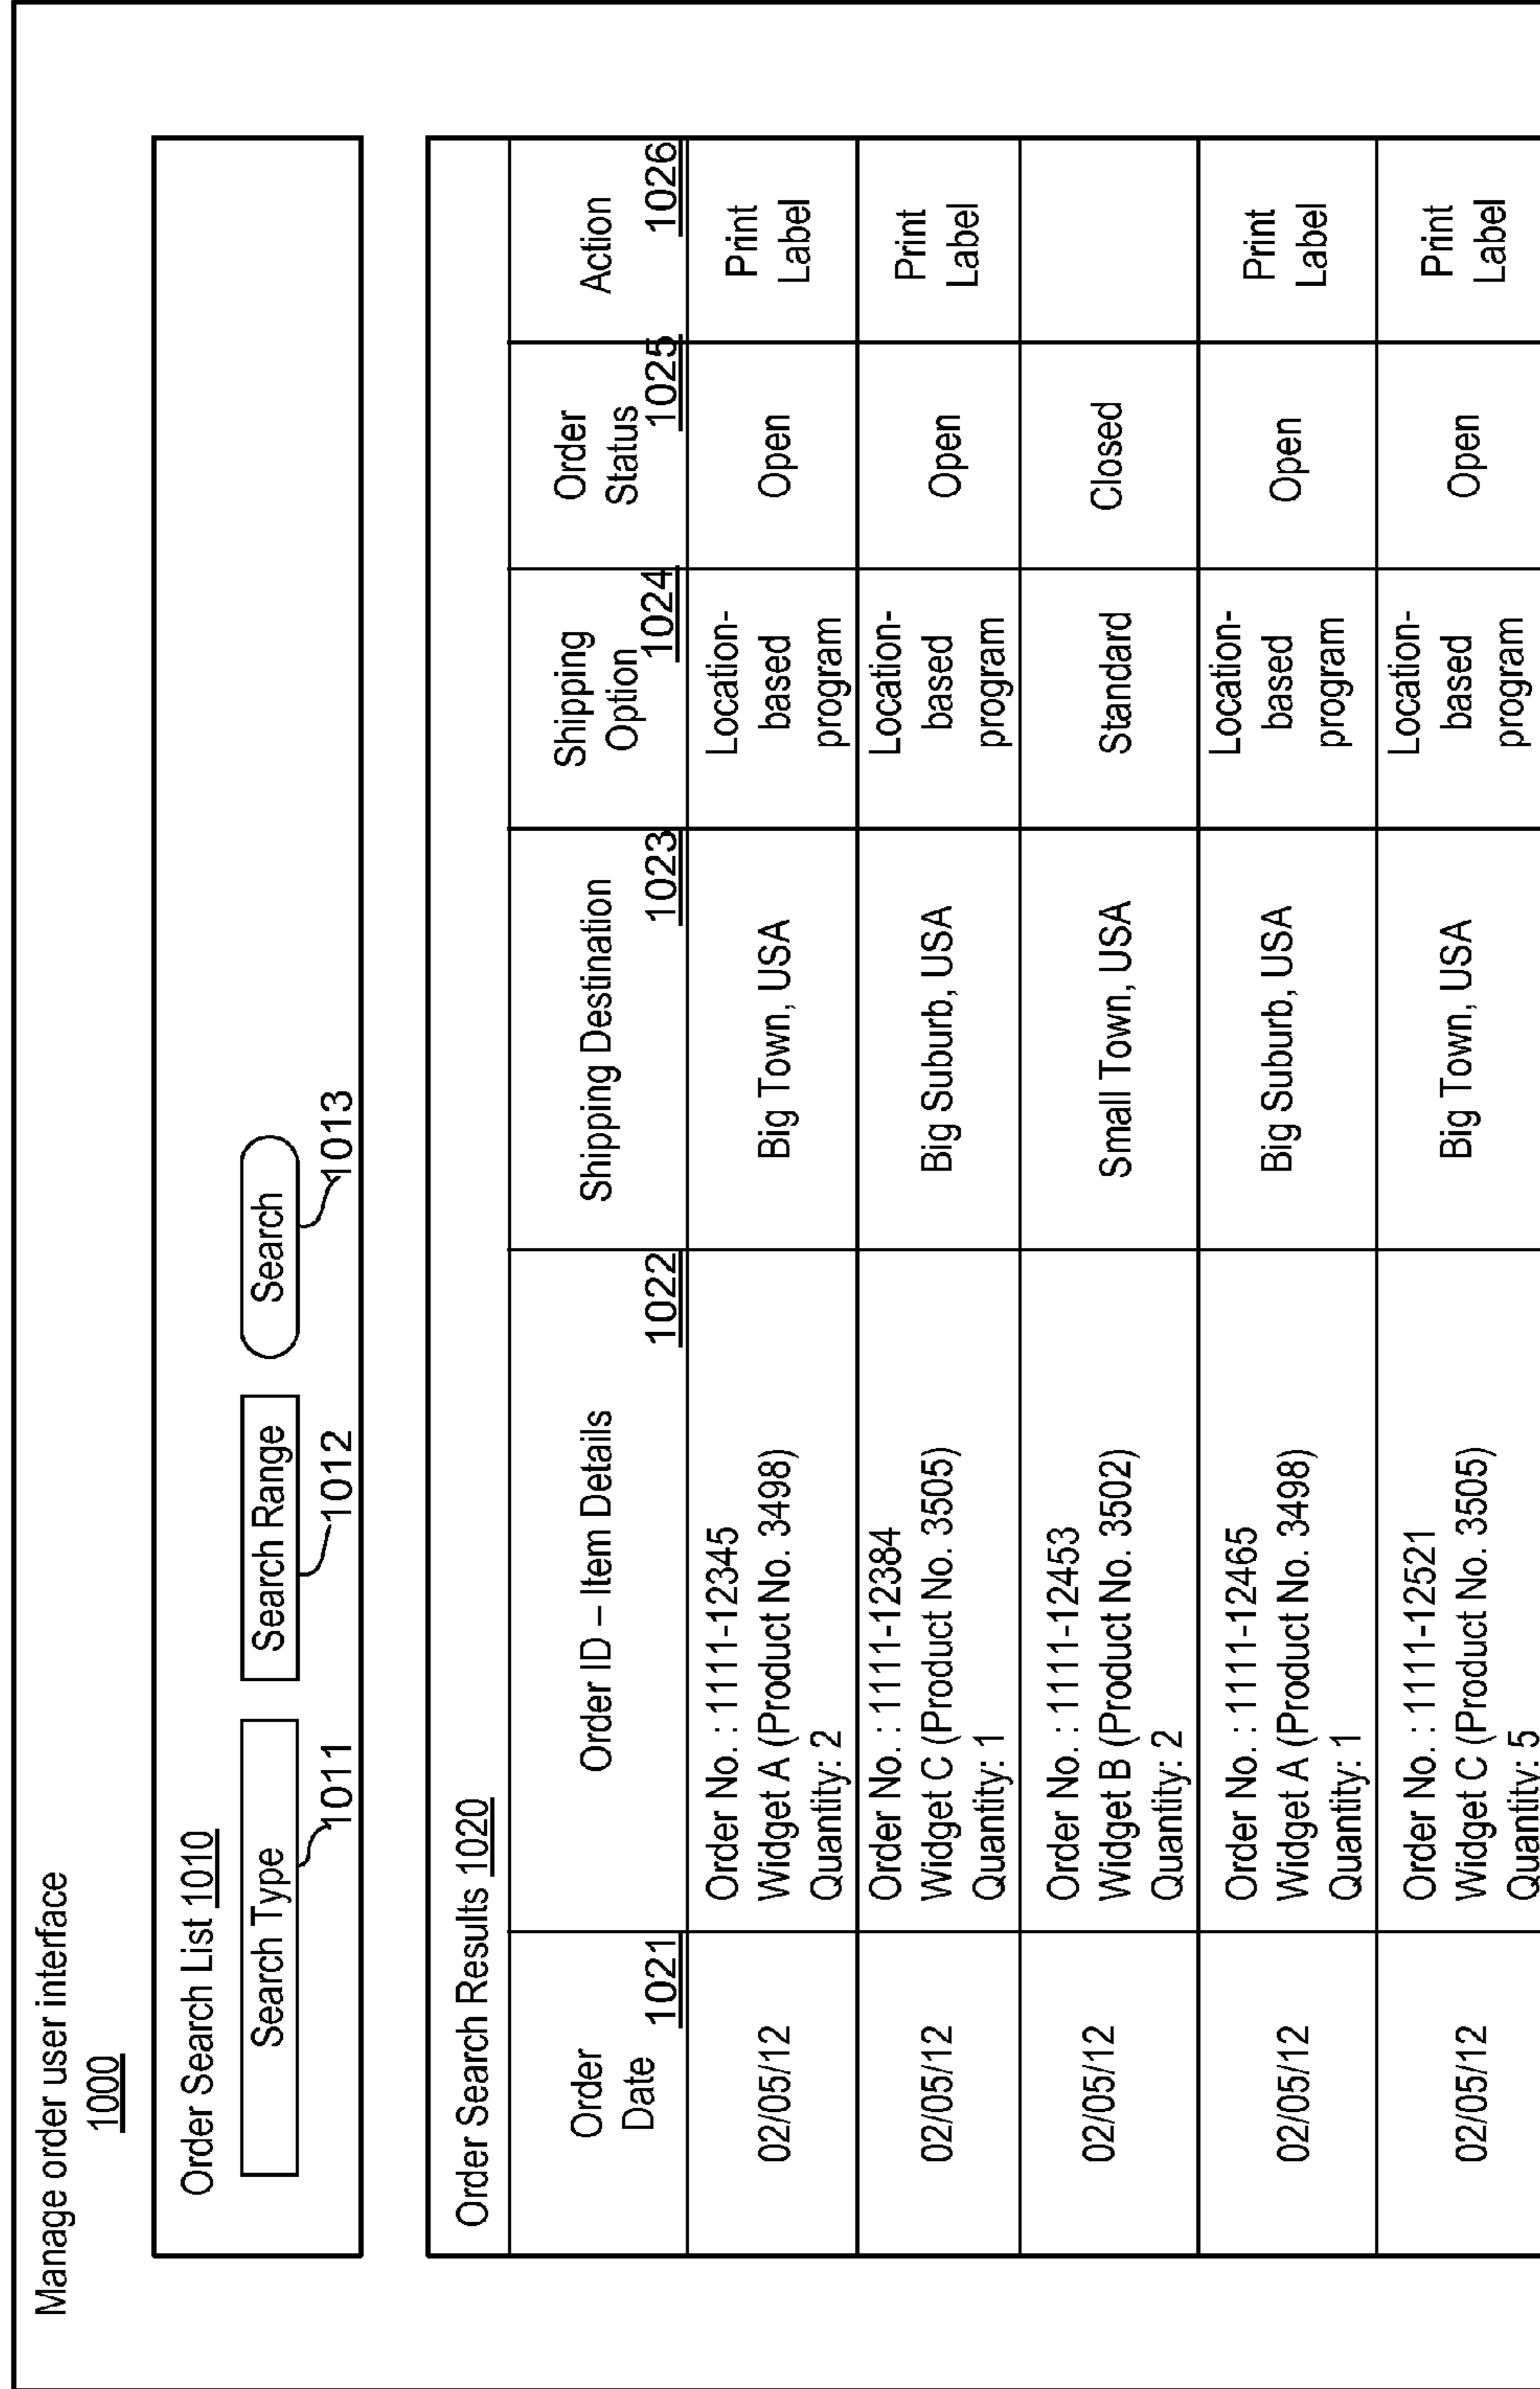 Manage order user interface
1000
Order Search List 1010
Search Type
Search Range
Search
1011
1012
1013
Order Search Results 1020
Order
Date
1021
Order ID – Item Details
1022
Shipping Destination
1023
Shipping
Option
1024
Order
Status
1025
Action
1026
02/05/12
Order No. : 1111-12345
Widget A (Product No. 3498)
Quantity: 2
Big Town, USA
Location-
based
program
Open
Print
Label
02/05/12
Order No. : 1111-12384
Widget C (Product No. 3505)
Quantity: 1
Big Suburb, USA
Location-
based
program
Open
Print
Label
02/05/12
Order No. : 1111-12453
Widget B (Product No. 3502)
Quantity: 2
Small Town, USA
Standard
Closed
02/05/12
Order No. : 1111-12465
Widget A (Product No. 3498)
Quantity: 1
Big Suburb, USA
Location-
based
program
Open
Print
Label
02/05/12
Order No. : 1111-12521
Widget C (Product No. 3505)
Quantity: 5
Big Town, USA
Location-
based
program
Open
Print
Label